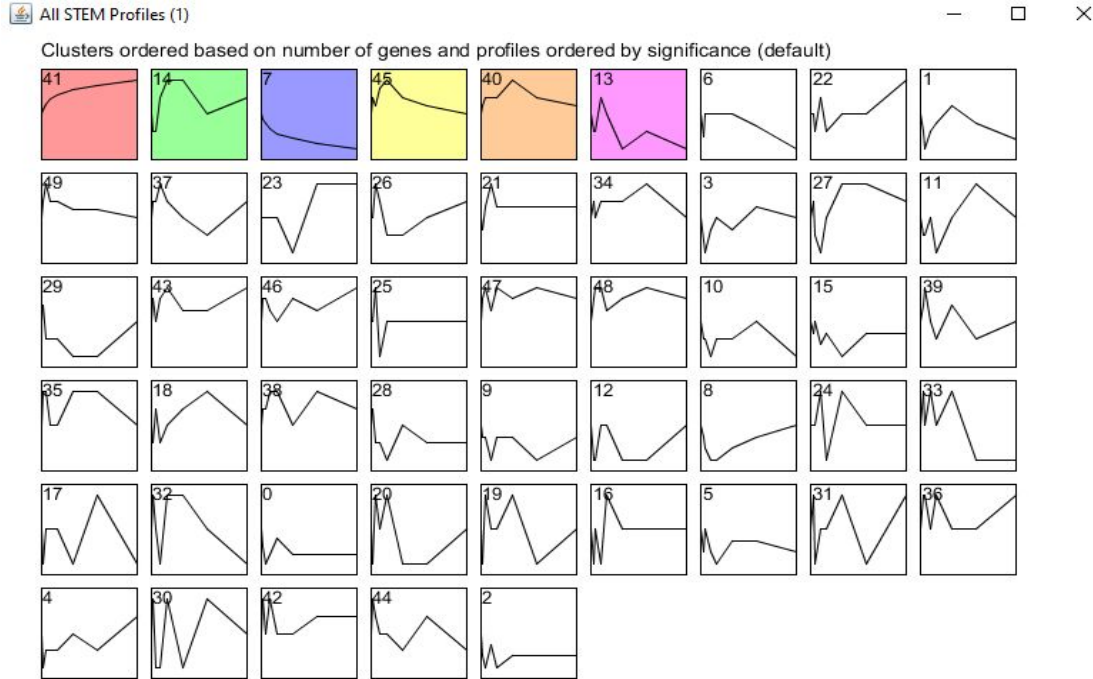 All STEM Profiles (1)
Clusters ordered based on number of genes and profiles ordered by significance (default)
41 14 7 45 40 13 6 22 1
49 37 23 26 21 34 3 27 11
29 43 46 25 47 48 10 15 39
35 18 38 28 9 12 8 24 33
17 32 0 20 19 16 5 31 36
4 30 42 44 2